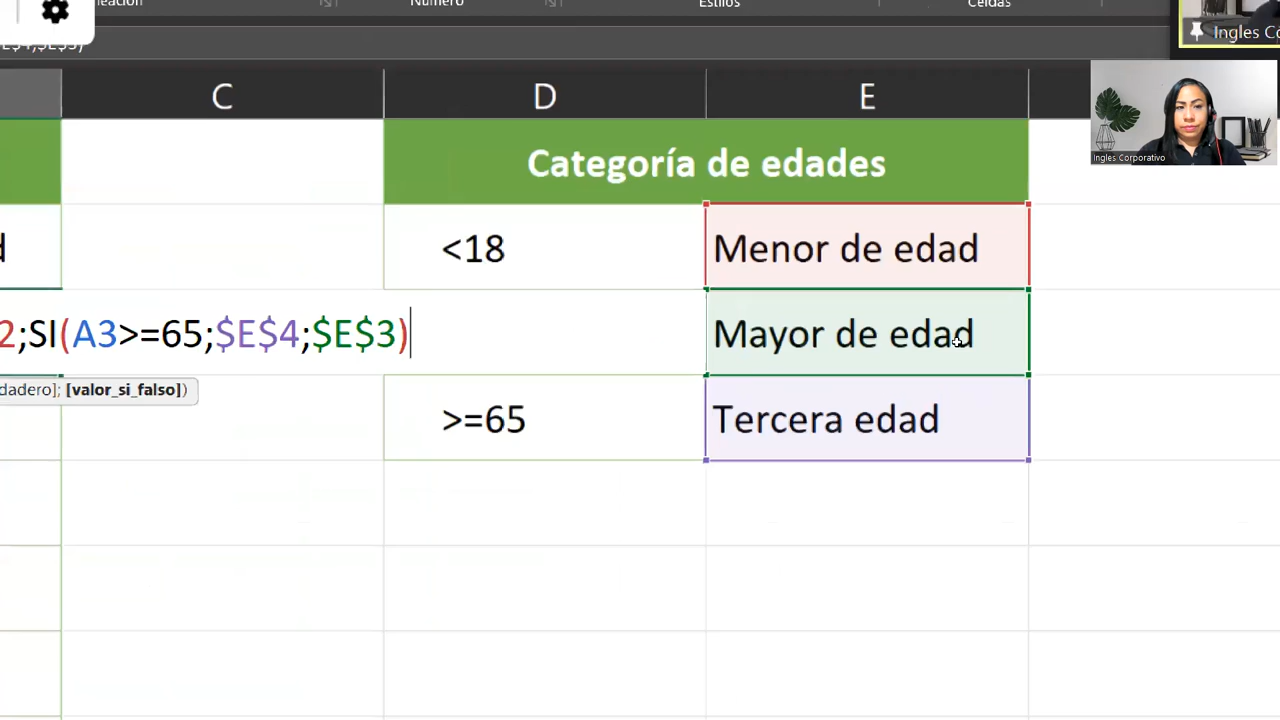 Número
Estilos
Celdas
Ingles Co
C
D
E
Categoría de edades
Ingles Corporativo
<18
Menor de edad
2;SI(A3>=65;$E$4;$E$3)
Mayor de edad
dadero]; [valor_si_falso])
>=65
Tercera edad